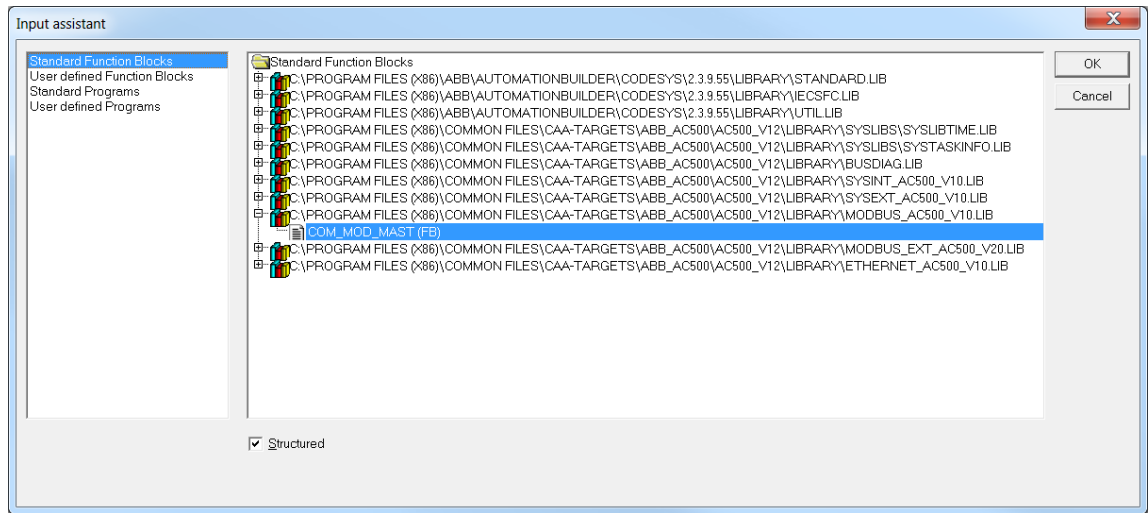 Input assistant
Standard Function Blocks
User defined Function Blocks
Standard Programs
User defined Programs
Standard Function Blocks
C:\PROGRAM FILES (X86)\ABB\AUTOMATIONBUILDER\CODESYS\2.3.9.55\LIBRARY\STANDARD.LIB
C:\PROGRAM FILES (X86)\ABB\AUTOMATIONBUILDER\CODESYS\2.3.9.55\LIBRARY\IECSFC.LIB
C:\PROGRAM FILES (X86)\ABB\AUTOMATIONBUILDER\CODESYS\2.3.9.55\LIBRARY\UTIL.LIB
C:\PROGRAM FILES (X86)\COMMON FILES\CAA-TARGETS\ABB_AC500\AC500_V12\LIBRARY\SYSLIBS\SYSLIBTIME.LIB
C:\PROGRAM FILES (X86)\COMMON FILES\CAA-TARGETS\ABB_AC500\AC500_V12\LIBRARY\SYSLIBS\SYSTASKINFO.LIB
C:\PROGRAM FILES (X86)\COMMON FILES\CAA-TARGETS\ABB_AC500\AC500_V12\LIBRARY\BUSDIAG.LIB
C:\PROGRAM FILES (X86)\COMMON FILES\CAA-TARGETS\ABB_AC500\AC500_V12\LIBRARY\SYSINT_AC500_V10.LIB
C:\PROGRAM FILES (X86)\COMMON FILES\CAA-TARGETS\ABB_AC500\AC500_V12\LIBRARY\SYSEXT_AC500_V10.LIB
C:\PROGRAM FILES (X86)\COMMON FILES\CAA-TARGETS\ABB_AC500\AC500_V12\LIBRARY\MODBUS_AC500_V10.LIB
COM_MOD_MAST (FB)
C:\PROGRAM FILES (X86)\COMMON FILES\CAA-TARGETS\ABB_AC500\AC500_V12\LIBRARY\MODBUS_EXT_AC500_V20.LIB
C:\PROGRAM FILES (X86)\COMMON FILES\CAA-TARGETS\ABB_AC500\AC500_V12\LIBRARY\ETHERNET_AC500_V10.LIB
OK
Cancel
Structured